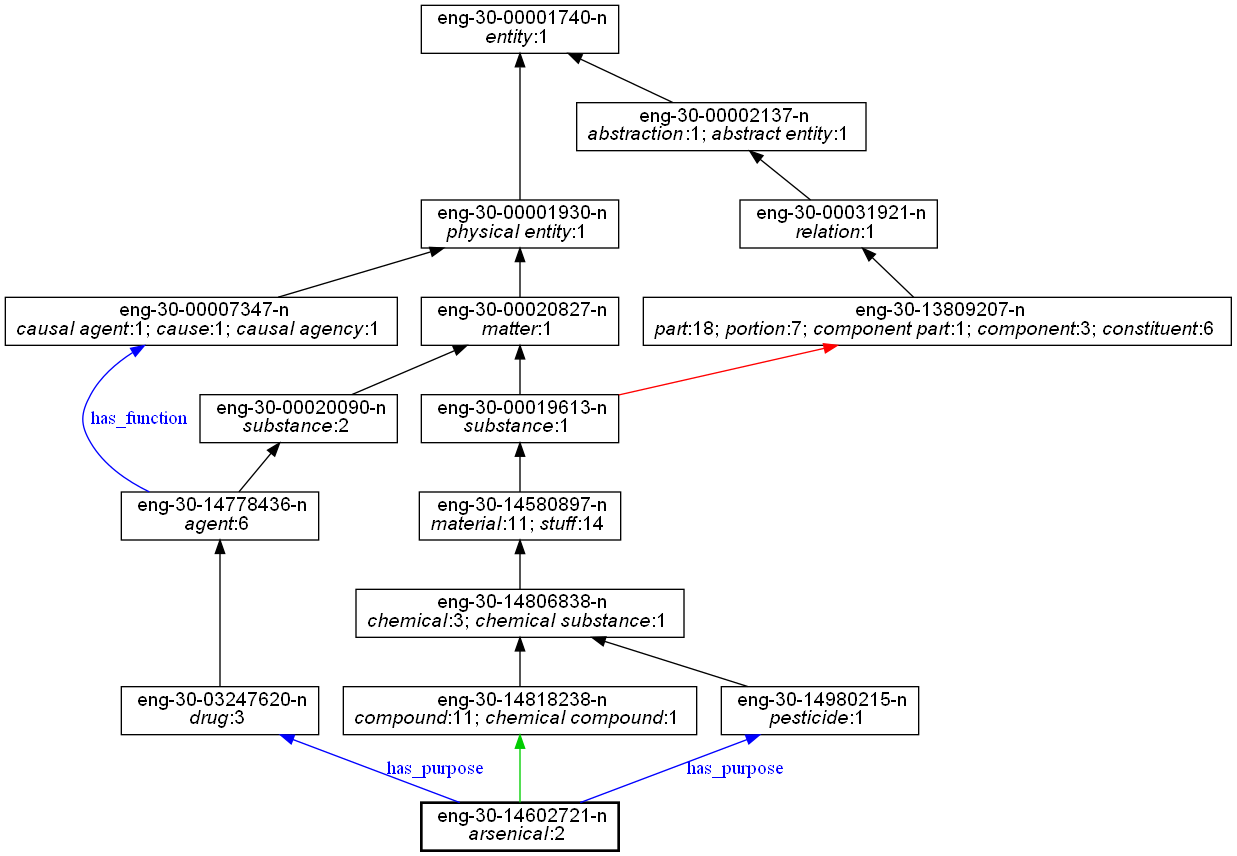 eng-30-00001740-n
entity:1
eng-30-00002137-n
abstraction:1; abstract entity:1
eng-30-00001930-n
physical entity:1
eng-30-00031921-n
relation:1
eng-30-00007347-n
causal agent:1; cause:1; causal agency:1
eng-30-00020827-n
matter:1
eng-30-13809207-n
part:18; portion:7; component part:1; component:3; constituent:6
has_function
eng-30-00020090-n
substance:2
eng-30-00019613-n
substance:1
eng-30-14778436-n
agent:6
eng-30-14580897-n
material:11; stuff:14
eng-30-14806838-n
chemical:3; chemical substance:1
eng-30-03247620-n
drug:3
eng-30-14818238-n
compound:11; chemical compound:1
eng-30-14980215-n
pesticide:1
has_purpose
has_purpose
eng-30-14602721-n
arsenical:2